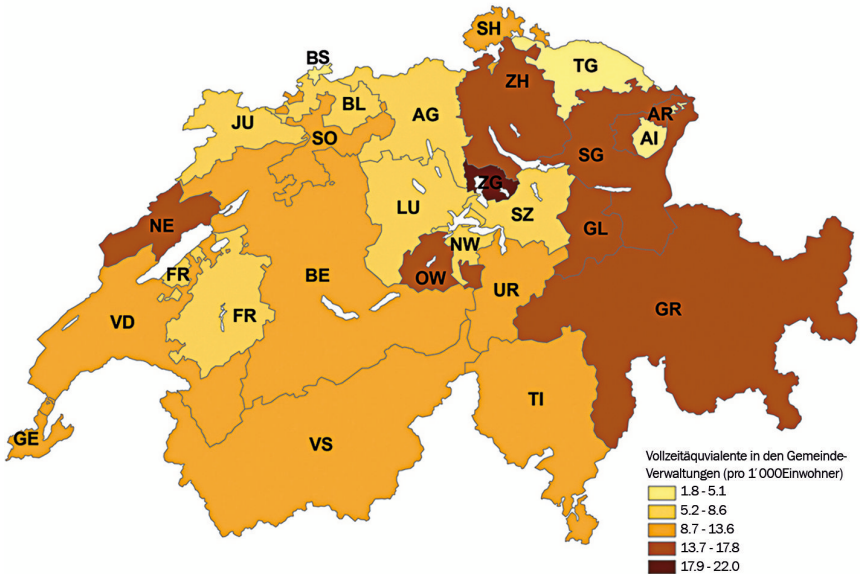 SH
BS
TG
ZH
BL
JU
AG
AR
SO
AI
SG
ZG
LU
SZ
NE
NW
GL
FR
BE
OW
UR
GR
FR
VD
TI
GE
VS
Vollzeitäquvialente in den Gemeinde-
Verwaltungen (pro 1´000Einwohner)
1.8 - 5.1
5.2 - 8.6
8.7 - 13.6
13.7 - 17.8
17.9 - 22.0